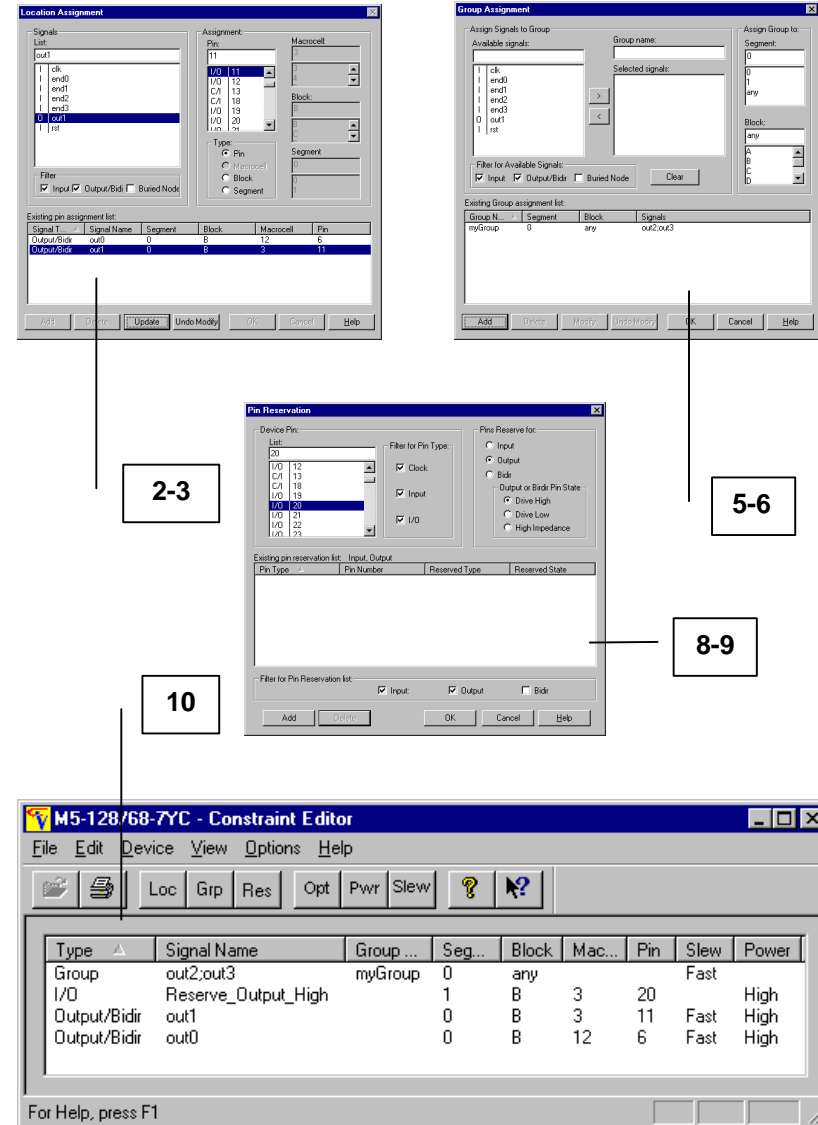 Location Assignment
Signals
List:
out1
I clk
I end0
I end1
I end2
I end3
O out1
I rst
Filter
Input Output/Bidi Buried Node
Assignment:
Pin:
11
I/O 11
I/O 12
C/I 13
C/I 18
I/O 19
I/O 20
I/O 21
Type:
Pin
Macrocell
Block
Segment
Macrocell:
3
3
4
Block:
B
B
C
Segment
0
0
1
Existing pin assignment list:
Signal T... Signal Name Segment Block Macrocell Pin
Output/Bidir out0 0 B 12 6
Output/Bidir out1 0 B 3 11
Add Delete Update Undo Modify OK Cancel Help
Group Assignment
Assign Signals to Group
Available signals:
I clk
I end0
I end1
I end2
I end3
O out1
I rst
>
<
Group name:
Selected signals:
Filter for Available Signals:
Input Output/Bidir Buried Node Clear
Assign Group to:
Segment:
0
0
1
any
Block:
any
A
B
C
D
Existing Group assignment list:
Group N... Segment Block Signals
myGroup 0 any out2;out3
Add Delete Modify Undo Modify OK Cancel Help
2-3
5-6
Pin Reservation
Device Pin:
List:
20
I/O 12
C/I 13
C/I 18
I/O 19
I/O 20
I/O 21
I/O 22
I/O 23
Filter for Pin Type:
Clock
Input
I/O
Pins Reserve for:
Input
Output
Bidir
Output or Birdir Pin State
Drive High
Drive Low
High Impedance
Existing pin reservation list: Input, Output
Pin Type Pin Number Reserved Type Reserved State
Filter for Pin Reservation list:
Input: Output Bidir
Add Delete OK Cancel Help
8-9
10
M5-128/68-7YC - Constraint Editor
File Edit Device View Options Help
Loc Grp Res Opt Pwr Slew
Type Signal Name Group ... Seg... Block Mac... Pin Slew Power
Group out2;out3 myGroup 0 any Fast
I/O Reserve_Output_High 1 B 3 20 High
Output/Bidir out1 0 B 3 11 Fast High
Output/Bidir out0 0 B 12 6 Fast High
For Help, press F1